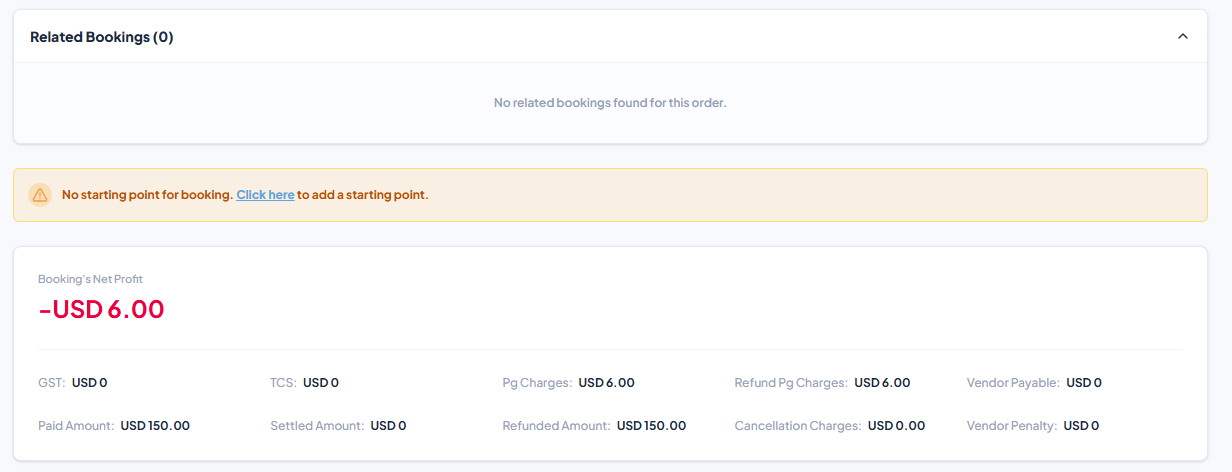 Related Bookings (0)
No related bookings found for this order.
No starting point for booking. Click here to add a starting point.
Booking's Net Profit
-USD 6.00
GST: USD 0 TCS: USD 0 Pg Charges: USD 6.00 Refund Pg Charges: USD 6.00 Vendor Payable: USD 0
Paid Amount: USD 150.00 Settled Amount: USD 0 Refunded Amount: USD 150.00 Cancellation Charges: USD 0.00 Vendor Penalty: USD 0